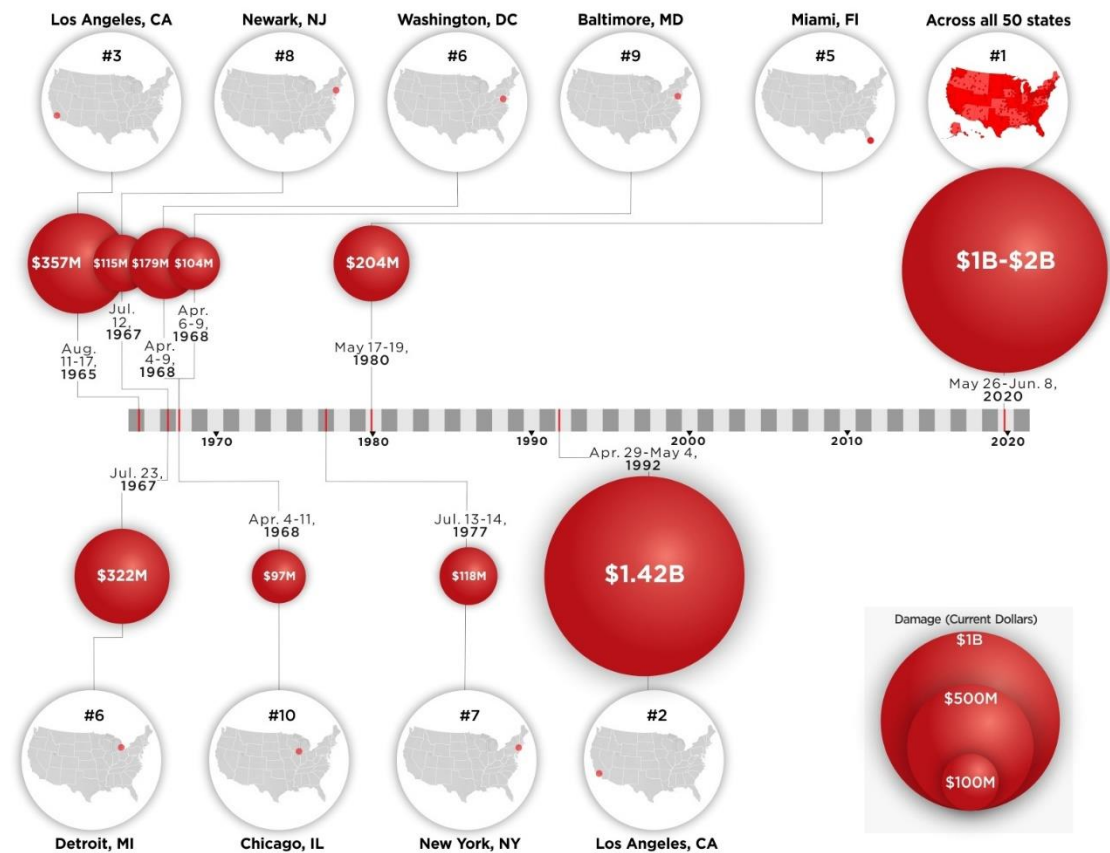 Los Angeles, CA
Newark, NJ
Washington, DC
Baltimore, MD
Miami, Fl
Across all 50 states
#3
#8
#6
#9
#5
#1
$357M
$115M
$179M
$104M
$204M
$1B-$2B
Aug.
11-17,
1965
Jul.
12,
1967
Apr.
4-9,
1968
Apr.
6-9,
1968
May 17-19,
1980
May 26-Jun. 8,
2020
1970
1980
1990
2000
2010
2020
Jul. 23,
1967
Apr. 4-11,
1968
Jul. 13-14,
1977
Apr. 29-May 4,
1992
$322M
$97M
$118M
$1.42B
#6
#10
#7
#2
Detroit, MI
Chicago, IL
New York, NY
Los Angeles, CA
Damage (Current Dollars)
$1B
$500M
$100M